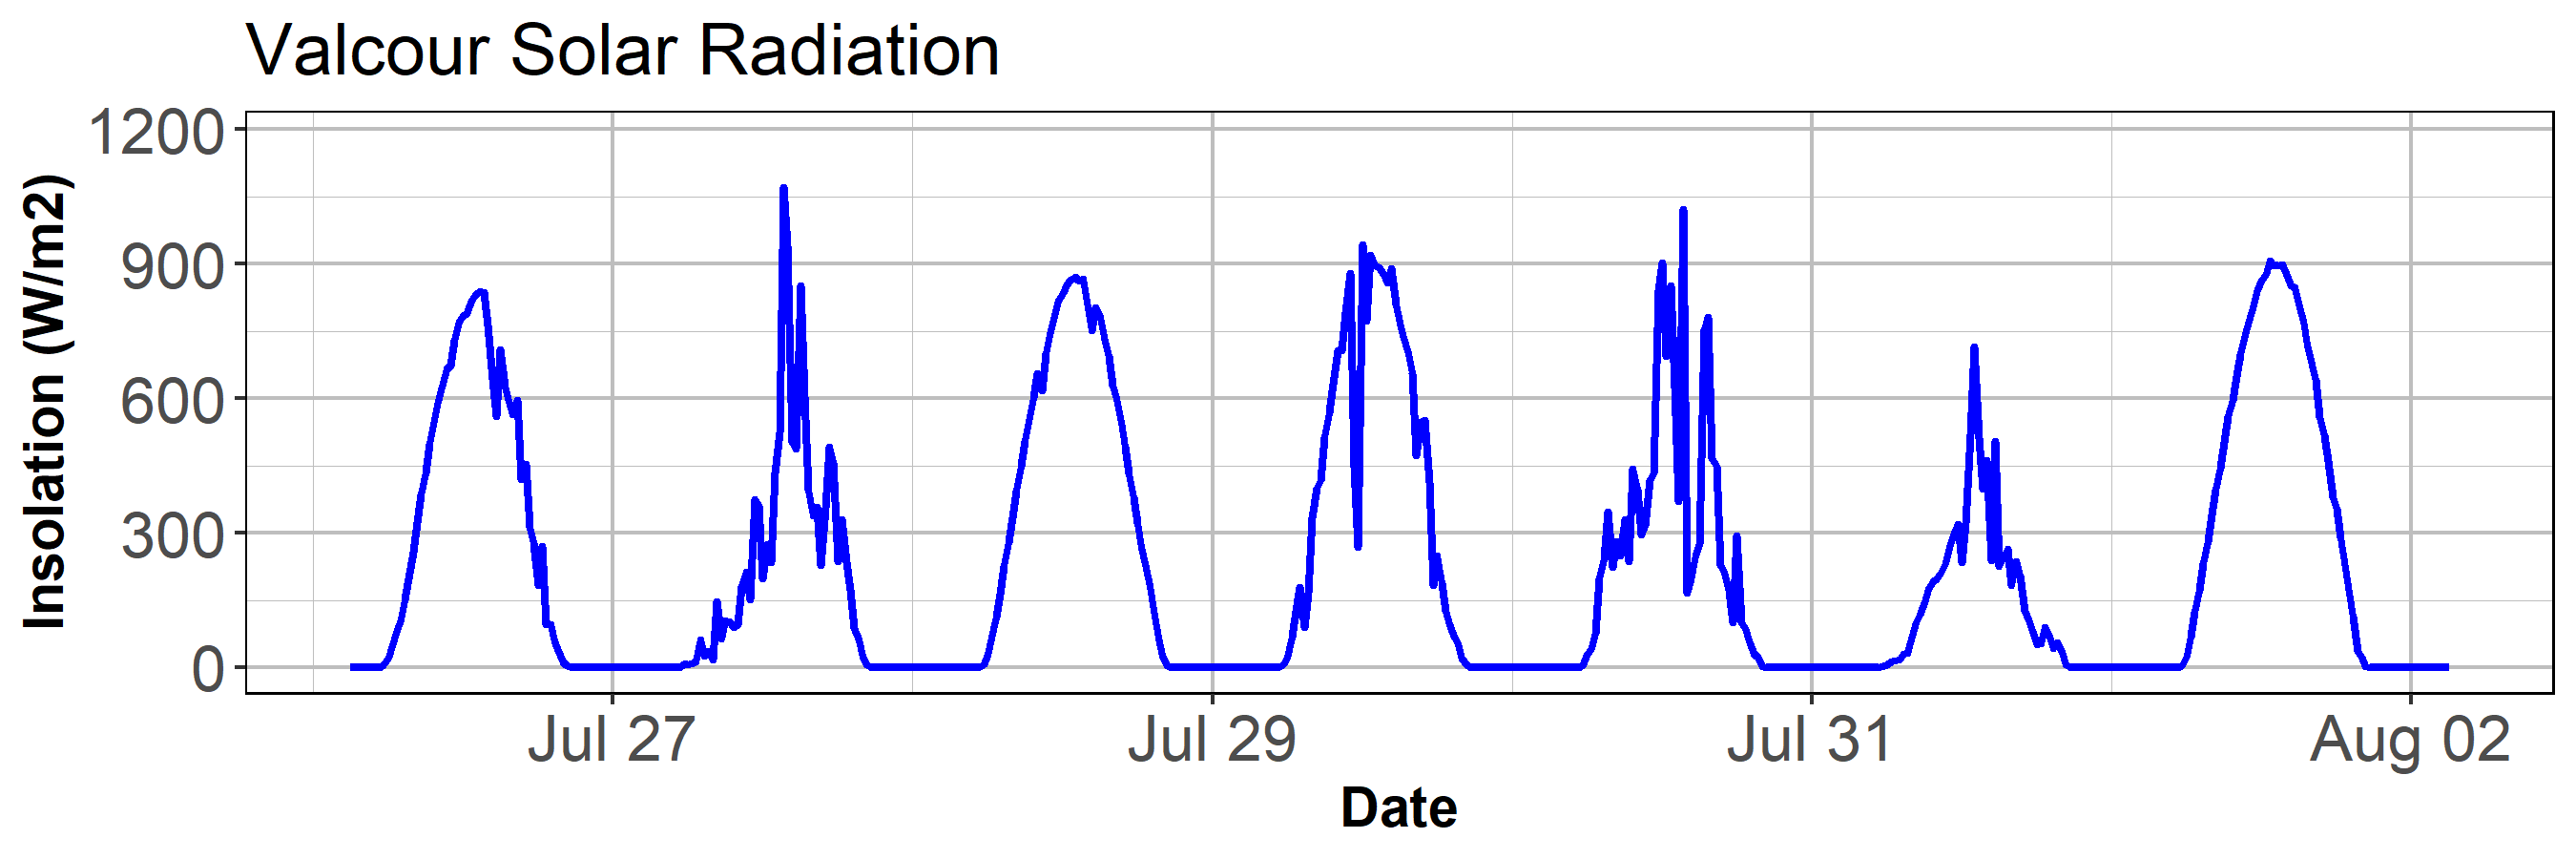 Valcour Solar Radiation
1200
900
600
300
0
Insolation (W/m2)
Jul 27
Jul 29
Jul 31
Aug 02
Date